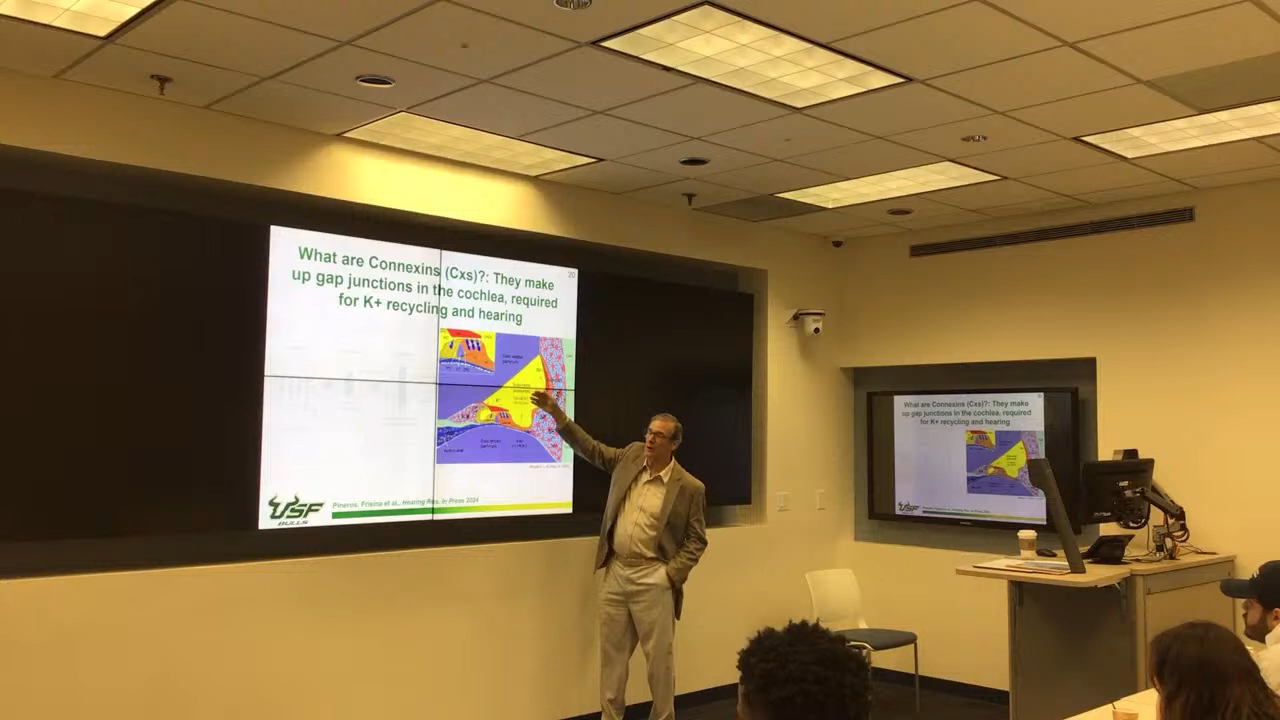 What are Connexins (Cxs)?: They make
up gap junctions in the cochlea, required
for K+ recycling and hearing
20
USF
BULLS
Pineros, Frisina et al., Hearing Res. In Press 2024
What are Connexins (Cxs)?: They make
up gap junctions in the cochlea, required
for K+ recycling and hearing
USF